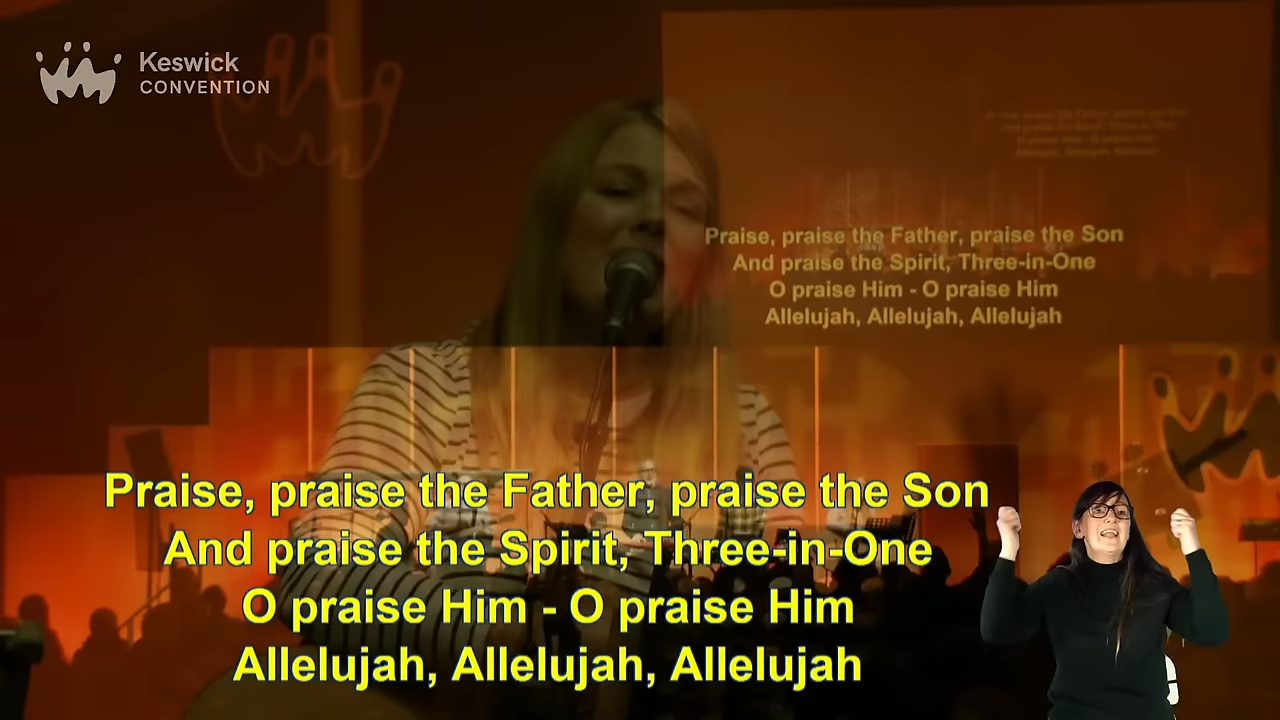 Keswick
CONVENTION
Praise, praise the Father, praise the Son
And praise the Spirit, Three-in-One
O praise Him - O praise Him
Allelujah, Allelujah, Allelujah
Praise, praise the Father, praise the Son
And praise the Spirit, Three-in-One
O praise Him - O praise Him
Allelujah, Allelujah, Allelujah